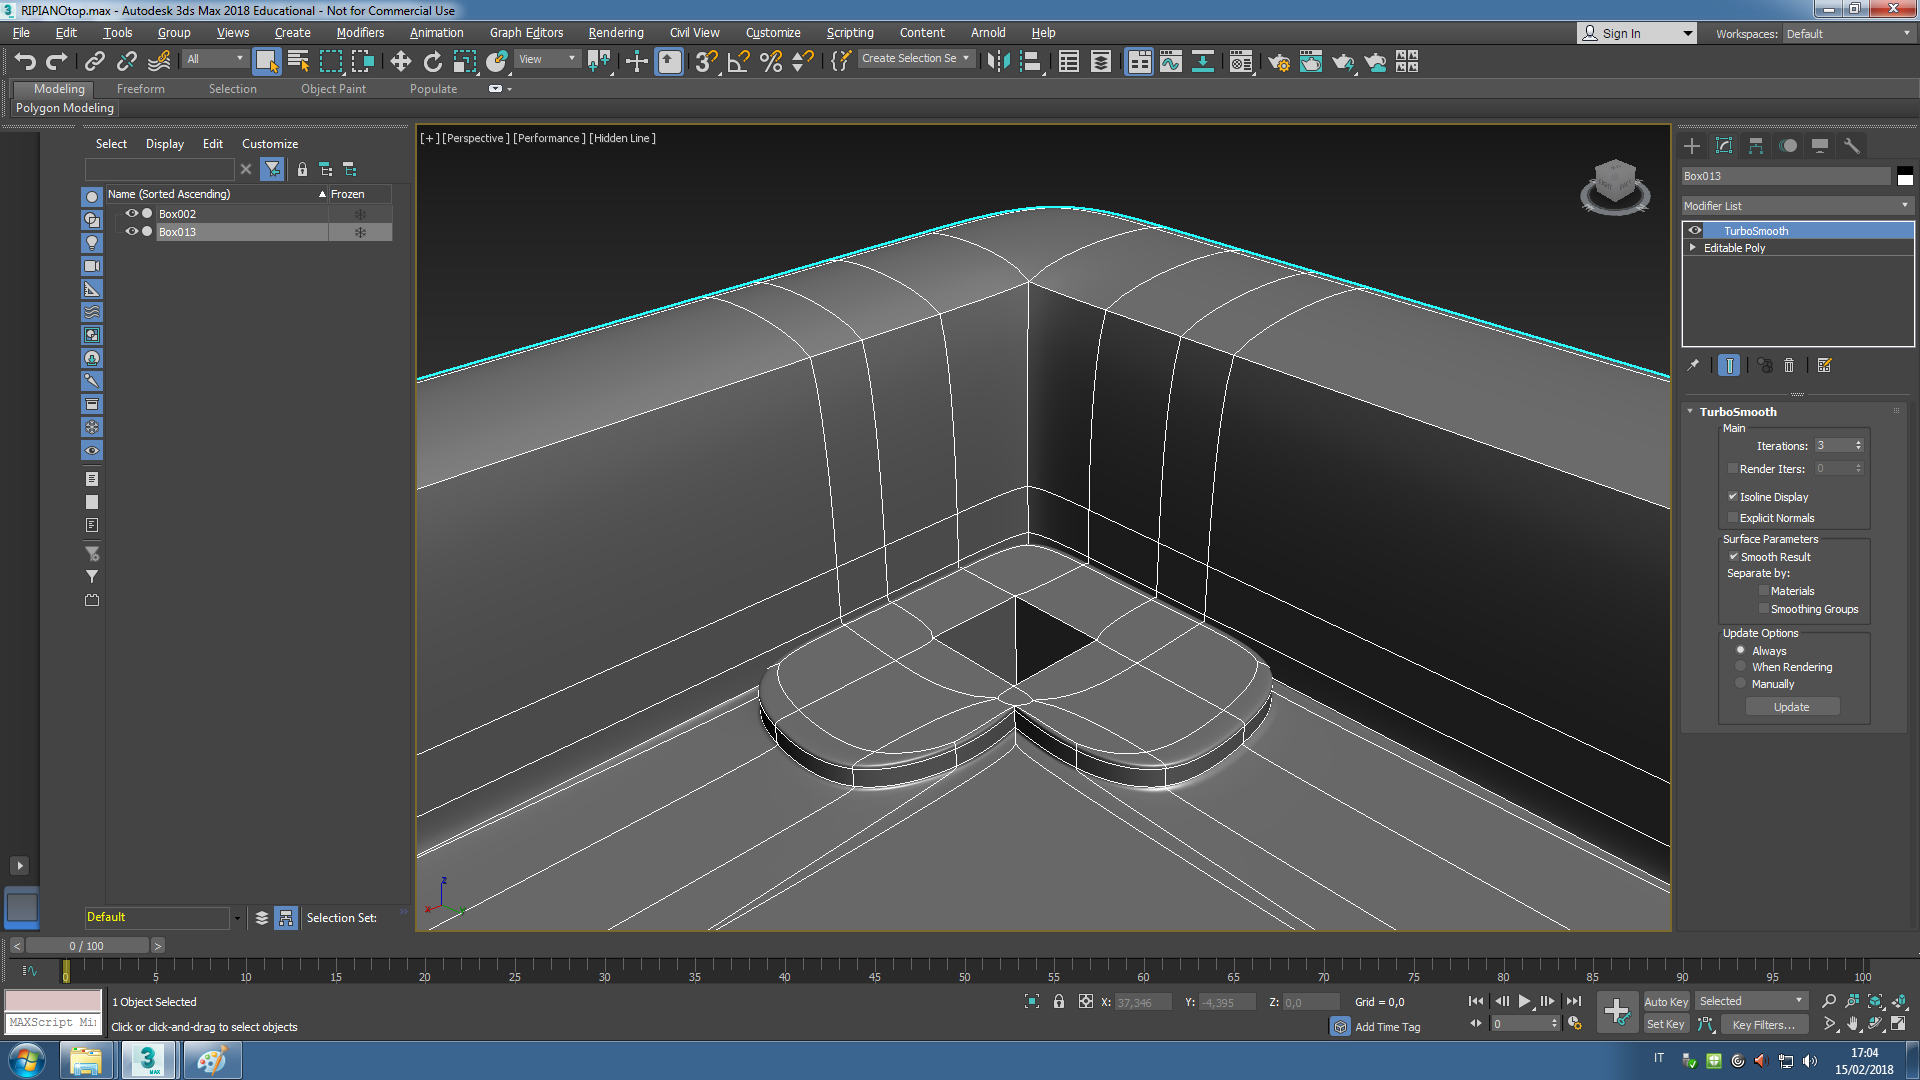 RIPIANOtop.max - Autodesk 3ds Max 2018 Educational - Not for Commercial Use
File Edit Tools Group Views Create Modifiers Animation Graph Editors Rendering Civil View Customize Scripting Content Arnold Help
Sign In
Workspaces: Default
All
View
Create Selection Se
Modeling Freeform Selection Object Paint Populate
Polygon Modeling
Select Display Edit Customize
Name (Sorted Ascending) Frozen
Box002
Box013
[+] [Perspective] [Performance] [Hidden Line]
Box013
Modifier List
TurboSmooth
Editable Poly
TurboSmooth
Main
Iterations: 3
Render Iters: 0
Isoline Display
Explicit Normals
Surface Parameters
Smooth Result
Separate by:
Materials
Smoothing Groups
Update Options
Always
When Rendering
Manually
Update
z
x
y
Default
Selection Set:
0 / 100
0 5 10 15 20 25 30 35 40 45 50 55 60 65 70 75 80 85 90 95 100
1 Object Selected
X: 37,346 Y: -4,395 Z: 0,0 Grid = 0,0
Auto Key Selected
MAXScript Mi
Click or click-and-drag to select objects
Add Time Tag
0
Set Key Key Filters...
3
MAX
IT
17:04
15/02/2018